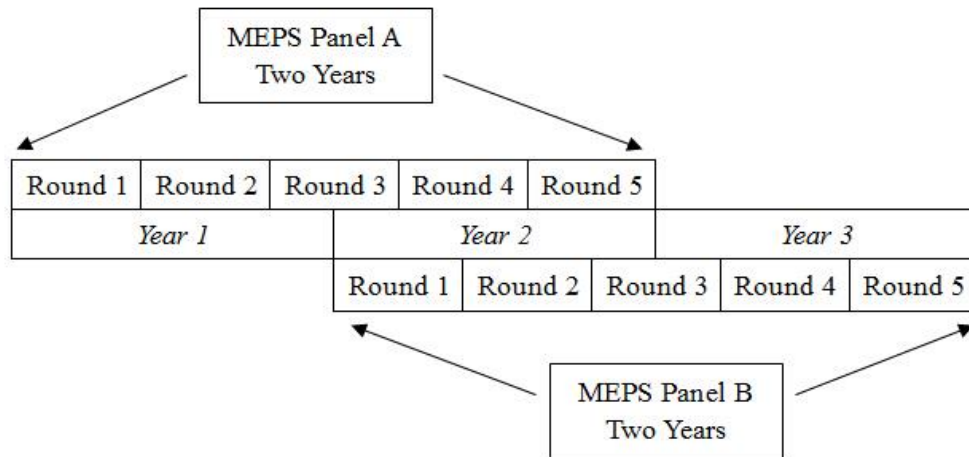 MEPS Panel A
Two Years
Round 1 Round 2 Round 3 Round 4 Round 5
Year 1 Year 2 Year 3
Round 1 Round 2 Round 3 Round 4 Round 5
MEPS Panel B
Two Years